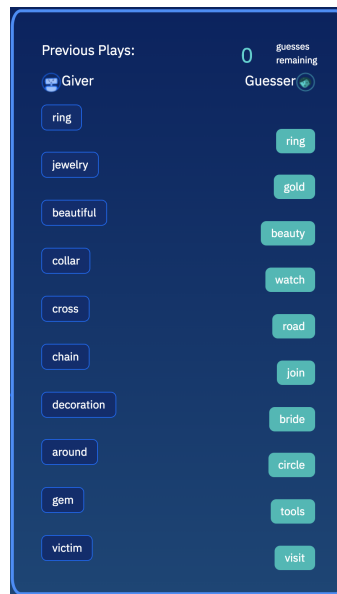 Previous Plays:
0 guesses
remaining
Giver
Guesser
ring
ring
jewelry
gold
beautiful
beauty
collar
watch
cross
road
chain
join
decoration
bride
around
circle
gem
tools
victim
visit